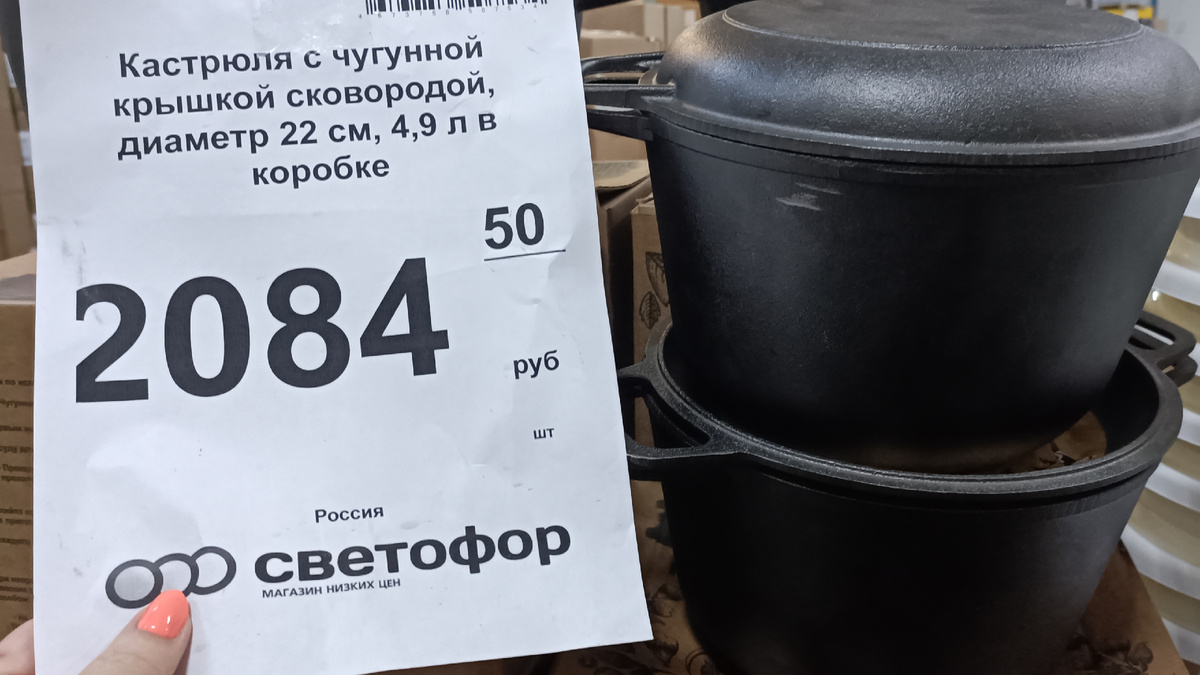 Кастрюля с чугунной
крышкой сковородой,
диаметр 22 см, 4,9 л в
коробке
2084 50
руб
шт
Россия
светофор
МАГАЗИН НИЗКИХ ЦЕН